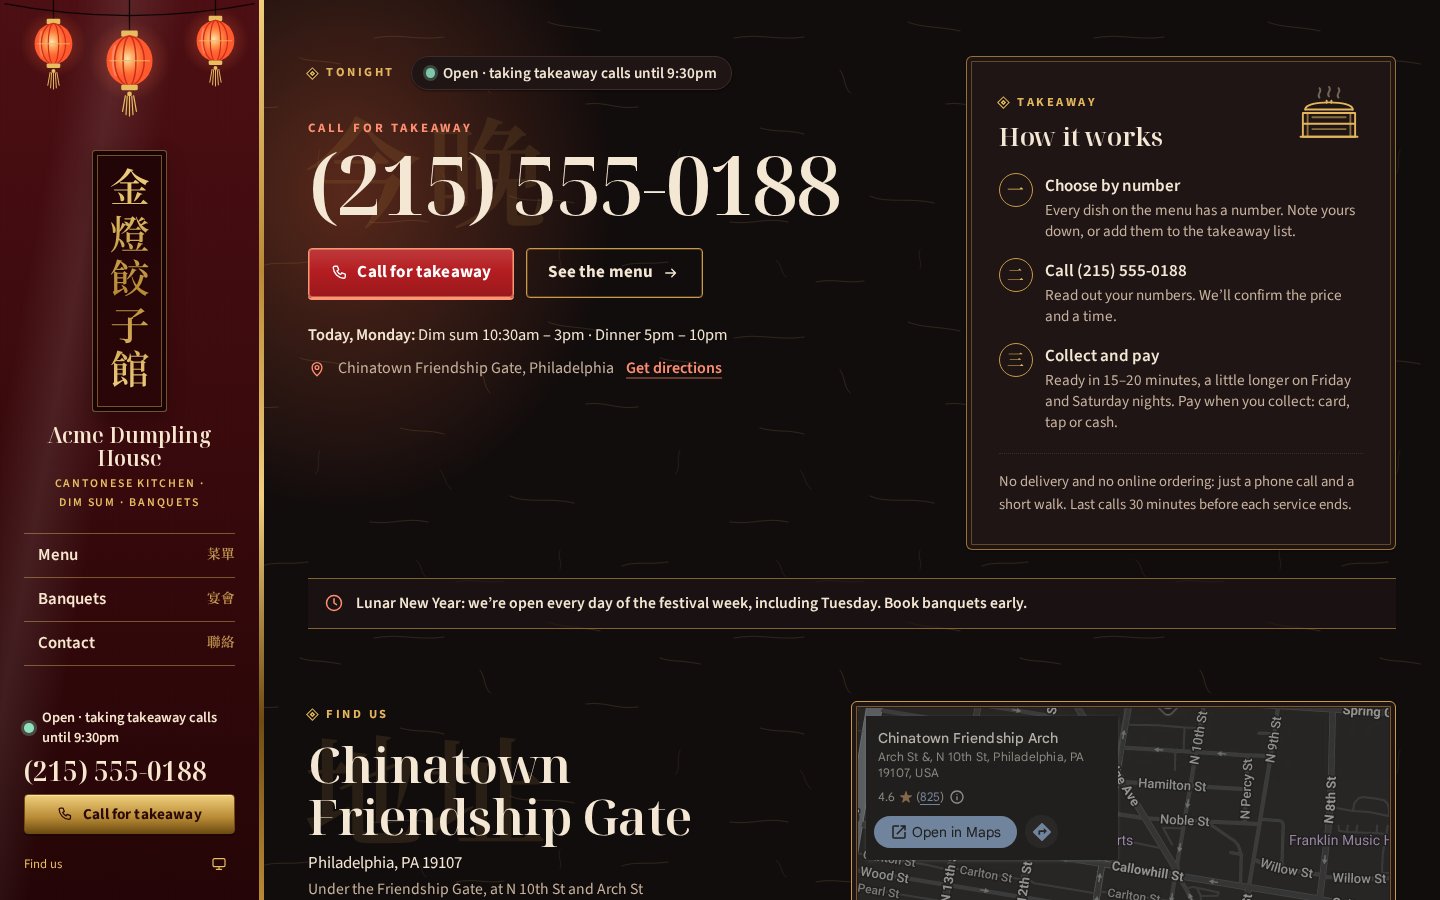 金燈餃子館
Acme Dumpling
House
CANTONESE KITCHEN ·
DIM SUM · BANQUETS
Menu 菜單
Banquets 宴會
Contact 聯絡
Open · taking takeaway calls
until 9:30pm
(215) 555-0188
Call for takeaway
Find us
TONIGHT
Open · taking takeaway calls until 9:30pm
今晚
CALL FOR TAKEAWAY
(215) 555-0188
Call for takeaway
See the menu →
Today, Monday: Dim sum 10:30am – 3pm · Dinner 5pm – 10pm
Chinatown Friendship Gate, Philadelphia Get directions
TAKEAWAY
How it works
一
Choose by number
Every dish on the menu has a number. Note yours
down, or add them to the takeaway list.
二
Call (215) 555-0188
Read out your numbers. We’ll confirm the price
and a time.
三
Collect and pay
Ready in 15–20 minutes, a little longer on Friday
and Saturday nights. Pay when you collect: card,
tap or cash.
No delivery and no online ordering: just a phone call and a
short walk. Last calls 30 minutes before each service ends.
Lunar New Year: we’re open every day of the festival week, including Tuesday. Book banquets early.
FIND US
地址
Chinatown
Friendship Gate
Philadelphia, PA 19107
Under the Friendship Gate, at N 10th St and Arch St
Chinatown Friendship Arch
Arch St &, N 10th St, Philadelphia, PA
19107, USA
4.6 ★ (825)
Open in Maps
Spring
N 10th St
N 9th St
Hamilton St
N Percy St
N 8th St
Noble St
Ave
rts
Franklin Music H
Callowhill St
Willow St
Willow St
Wood St
Carlton St
Carlton St
Pearl St
N 13th
12th St